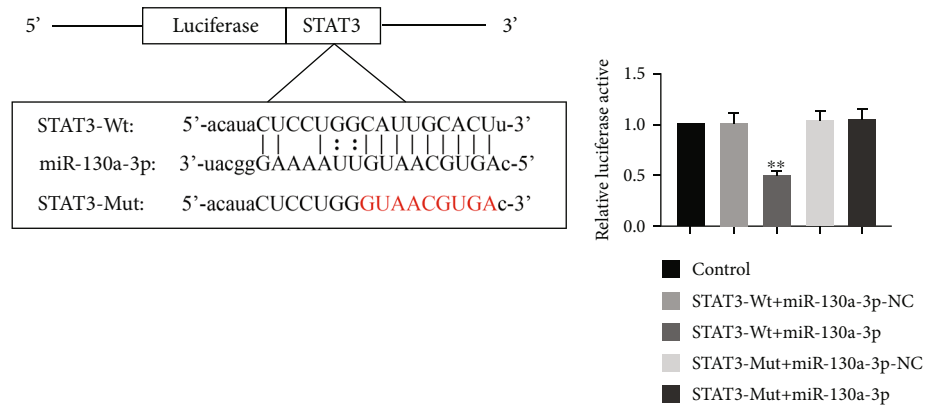 5' Luciferase STAT3 3'
STAT3-Wt: 5'-acauaCUCCUGGCAUUGCACUu-3'
miR-130a-3p: 3'-uacggGAAAAUUGUAACGUGAc-5'
STAT3-Mut: 5'-acauaCUCCUGGGUAACGUGAc-3'
Relative luciferase active
1.5
1.0
0.5
0.0
**
Control
STAT3-Wt+miR-130a-3p-NC
STAT3-Wt+miR-130a-3p
STAT3-Mut+miR-130a-3p-NC
STAT3-Mut+miR-130a-3p